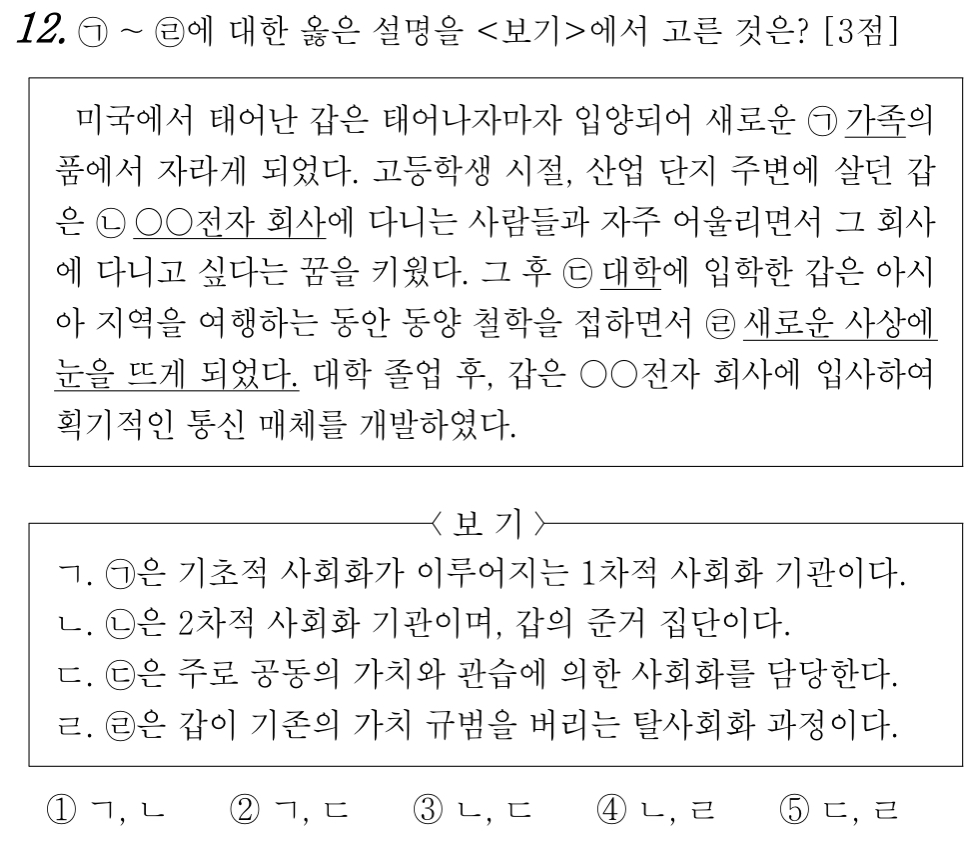 12. ㉠ ~ ㉣에 대한 옳은 설명을 <보기>에서 고른 것은? [3점]
미국에서 태어난 갑은 태어나자마자 입양되어 새로운 ㉠ 가족의
품에서 자라게 되었다. 고등학생 시절, 산업 단지 주변에 살던 갑
은 ㉡ ○○전자 회사에 다니는 사람들과 자주 어울리면서 그 회사
에 다니고 싶다는 꿈을 키웠다. 그 후 ㉢ 대학에 입학한 갑은 아시
아 지역을 여행하는 동안 동양 철학을 접하면서 ㉣ 새로운 사상에
눈을 뜨게 되었다. 대학 졸업 후, 갑은 ○○전자 회사에 입사하여
획기적인 통신 매체를 개발하였다.
〈 보 기 〉
ㄱ. ㉠은 기초적 사회화가 이루어지는 1차적 사회화 기관이다.
ㄴ. ㉡은 2차적 사회화 기관이며, 갑의 준거 집단이다.
ㄷ. ㉢은 주로 공동의 가치와 관습에 의한 사회화를 담당한다.
ㄹ. ㉣은 갑이 기존의 가치 규범을 버리는 탈사회화 과정이다.
① ㄱ, ㄴ ② ㄱ, ㄷ ③ ㄴ, ㄷ ④ ㄴ, ㄹ ⑤ ㄷ, ㄹ